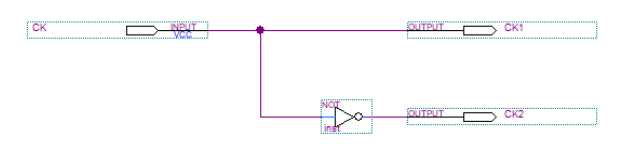 CK INPUT VCC OUTPUT CK1
NOT
inst
OUTPUT CK2